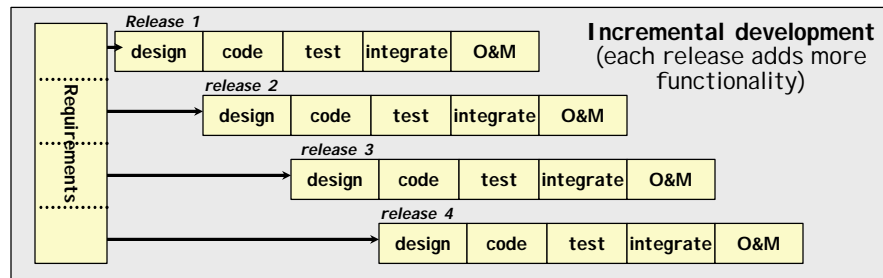 Release 1
design code test integrate O&M
Incremental development
(each release adds more
functionality)
Requirements
release 2
design code test integrate O&M
release 3
design code test integrate O&M
release 4
design code test integrate O&M